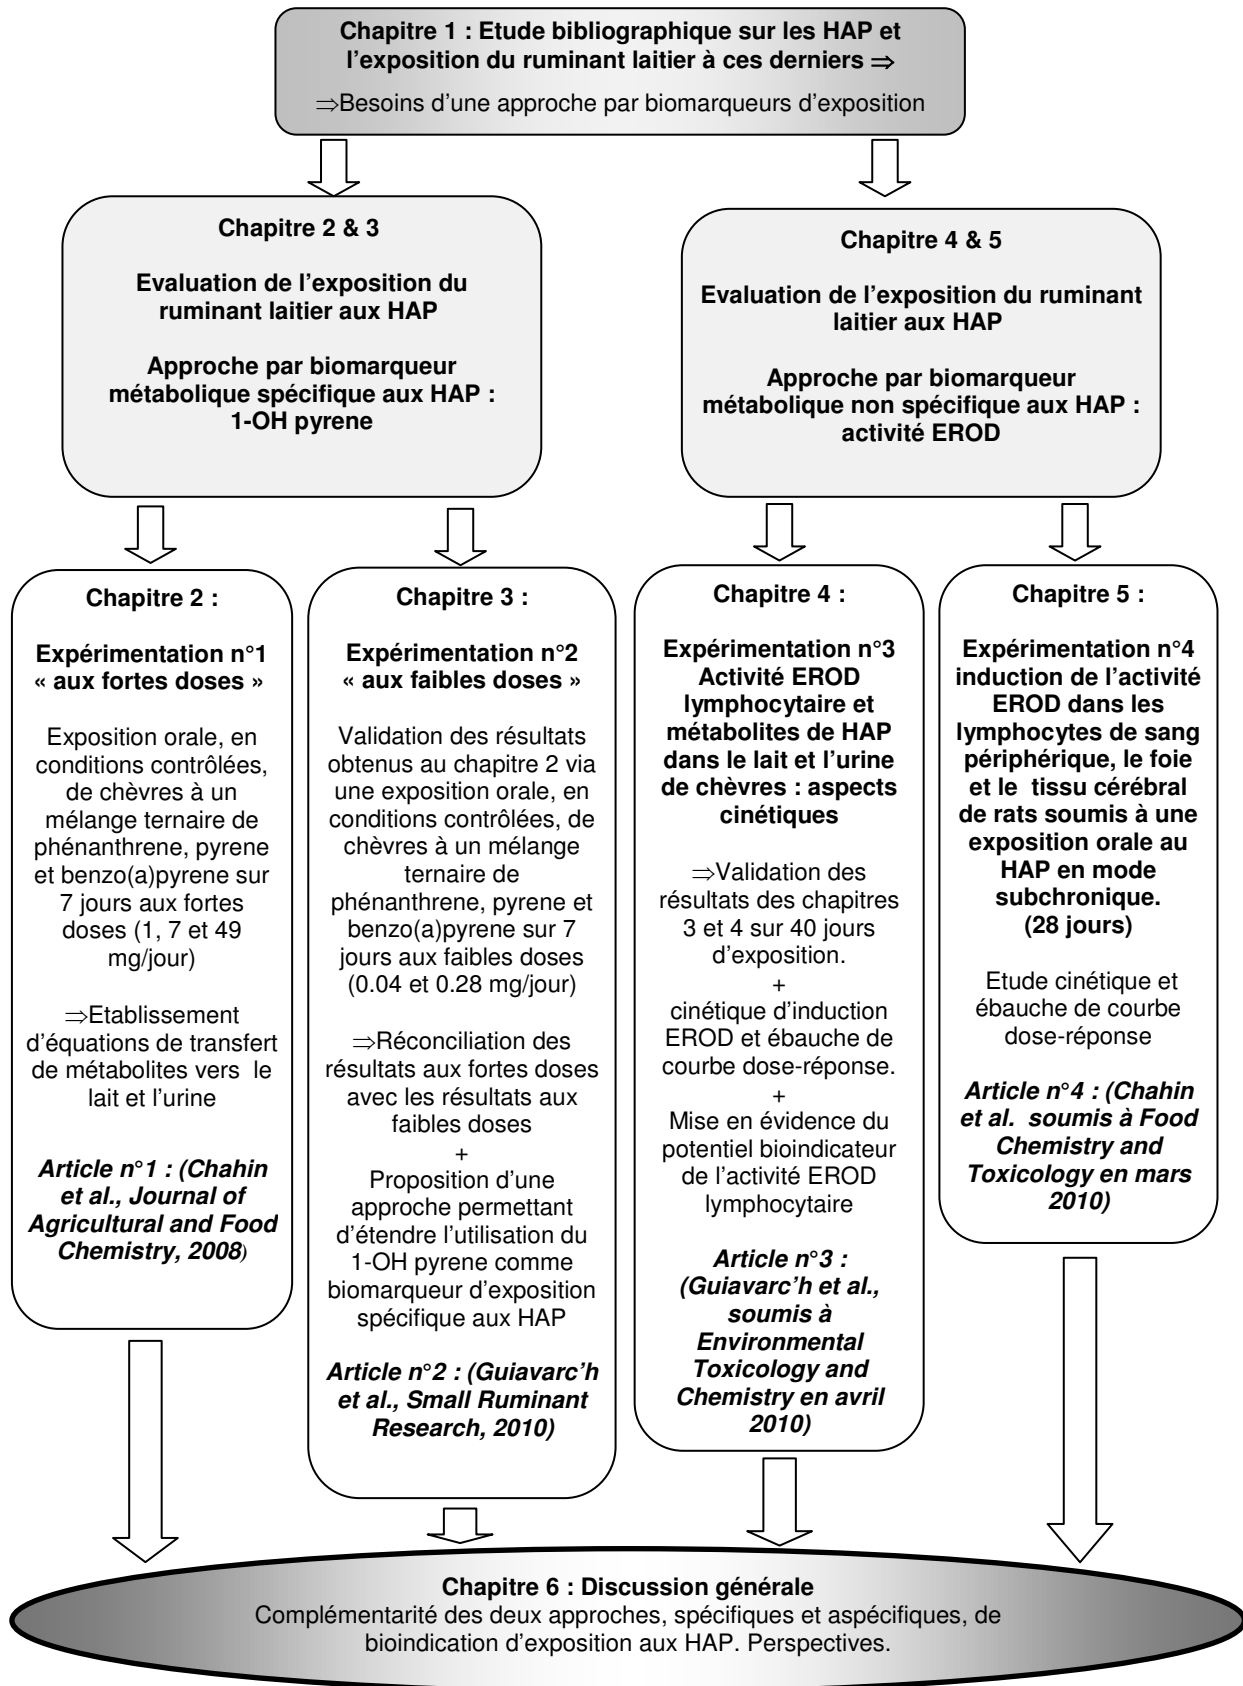 Chapitre 1 : Etude bibliographique sur les HAP et
l'exposition du ruminant laitier à ces derniers ⇒
⇒Besoins d'une approche par biomarqueurs d'exposition
Chapitre 2 & 3
Evaluation de l'exposition du
ruminant laitier aux HAP
Approche par biomarqueur
métabolique spécifique aux HAP :
1-OH pyrene
Chapitre 4 & 5
Evaluation de l'exposition du ruminant
laitier aux HAP
Approche par biomarqueur
métabolique non spécifique aux HAP :
activité EROD
Chapitre 2 :
Expérimentation n°1
« aux fortes doses »
Exposition orale, en
conditions contrôlées,
de chèvres à un
mélange ternaire de
phénanthrene, pyrene
et benzo(a)pyrene sur
7 jours aux fortes
doses (1, 7 et 49
mg/jour)
⇒Etablissement
d'équations de transfert
de métabolites vers le
lait et l'urine
Article n°1 : (Chahin
et al., Journal of
Agricultural and Food
Chemistry, 2008)
Chapitre 3 :
Expérimentation n°2
« aux faibles doses »
Validation des résultats
obtenus au chapitre 2 via
une exposition orale, en
conditions contrôlées, de
chèvres à un mélange
ternaire de
phénanthrene, pyrene et
benzo(a)pyrene sur 7
jours aux faibles doses
(0.04 et 0.28 mg/jour)
⇒Réconciliation des
résultats aux fortes doses
avec les résultats aux
faibles doses
+
Proposition d'une
approche permettant
d'étendre l'utilisation du
1-OH pyrene comme
biomarqueur d'exposition
spécifique aux HAP
Article n°2 : (Guiavarc'h
et al., Small Ruminant
Research, 2010)
Chapitre 4 :
Expérimentation n°3
Activité EROD
lymphocytaire et
métabolites de HAP
dans le lait et l'urine
de chèvres : aspects
cinétiques
⇒Validation des
résultats des chapitres
3 et 4 sur 40 jours
d'exposition.
+
cinétique d'induction
EROD et ébauche de
courbe dose-réponse.
+
Mise en évidence du
potentiel bioindicateur
de l'activité EROD
lymphocytaire
Article n°3 :
(Guiavarc'h et al.,
soumis à
Environmental
Toxicology and
Chemistry en avril
2010)
Chapitre 5 :
Expérimentation n°4
induction de l'activité
EROD dans les
lymphocytes de sang
périphérique, le foie
et le tissu cérébral
de rats soumis à une
exposition orale au
HAP en mode
subchronique.
(28 jours)
Etude cinétique et
ébauche de courbe
dose-réponse
Article n°4 : (Chahin
et al. soumis à Food
Chemistry and
Toxicology en mars
2010)
Chapitre 6 : Discussion générale
Complémentarité des deux approches, spécifiques et aspécifiques, de
bioindication d'exposition aux HAP. Perspectives.